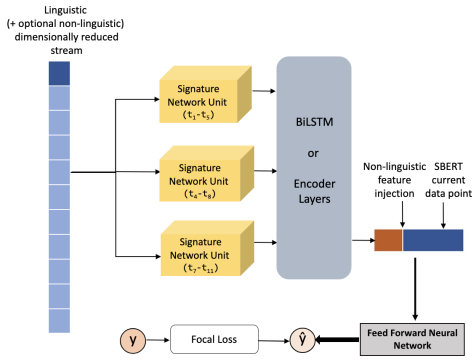 Linguistic
(+ optional non-linguistic)
dimensionally reduced
stream
Signature
Network Unit
(t₁-t₅)
Signature
Network Unit
(t₄-t₈)
Signature
Network Unit
(t₇-t₁₁)
BiLSTM
or
Encoder
Layers
Non-linguistic
feature
injection
SBERT
current
data point
Feed Forward Neural
Network
y
Focal Loss
ŷ